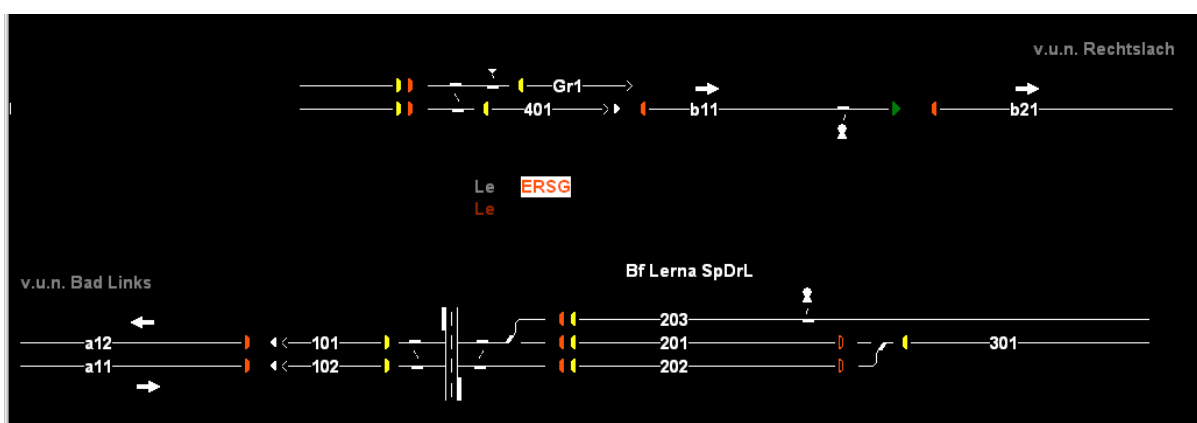 v.u.n. Rechtslach
Gr1
401 b11 b21
Le ERSG
Le
Bf Lerna SpDrL
v.u.n. Bad Links
203
a12 101 201 301
a11 102 202